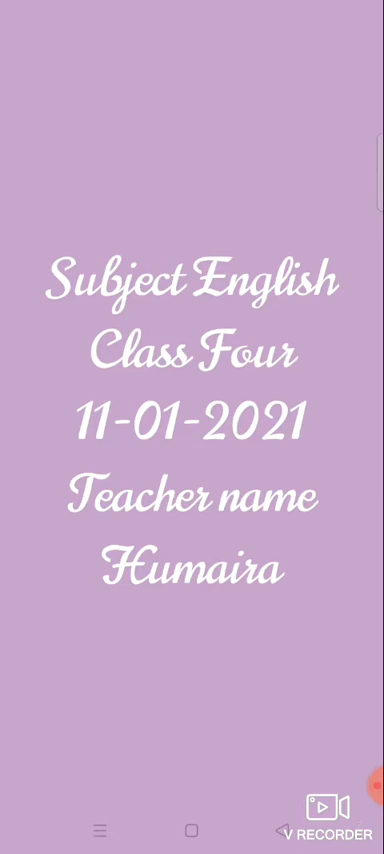 Subject English
Class Four
11-01-2021
Teacher name
Humaira
V RECORDER